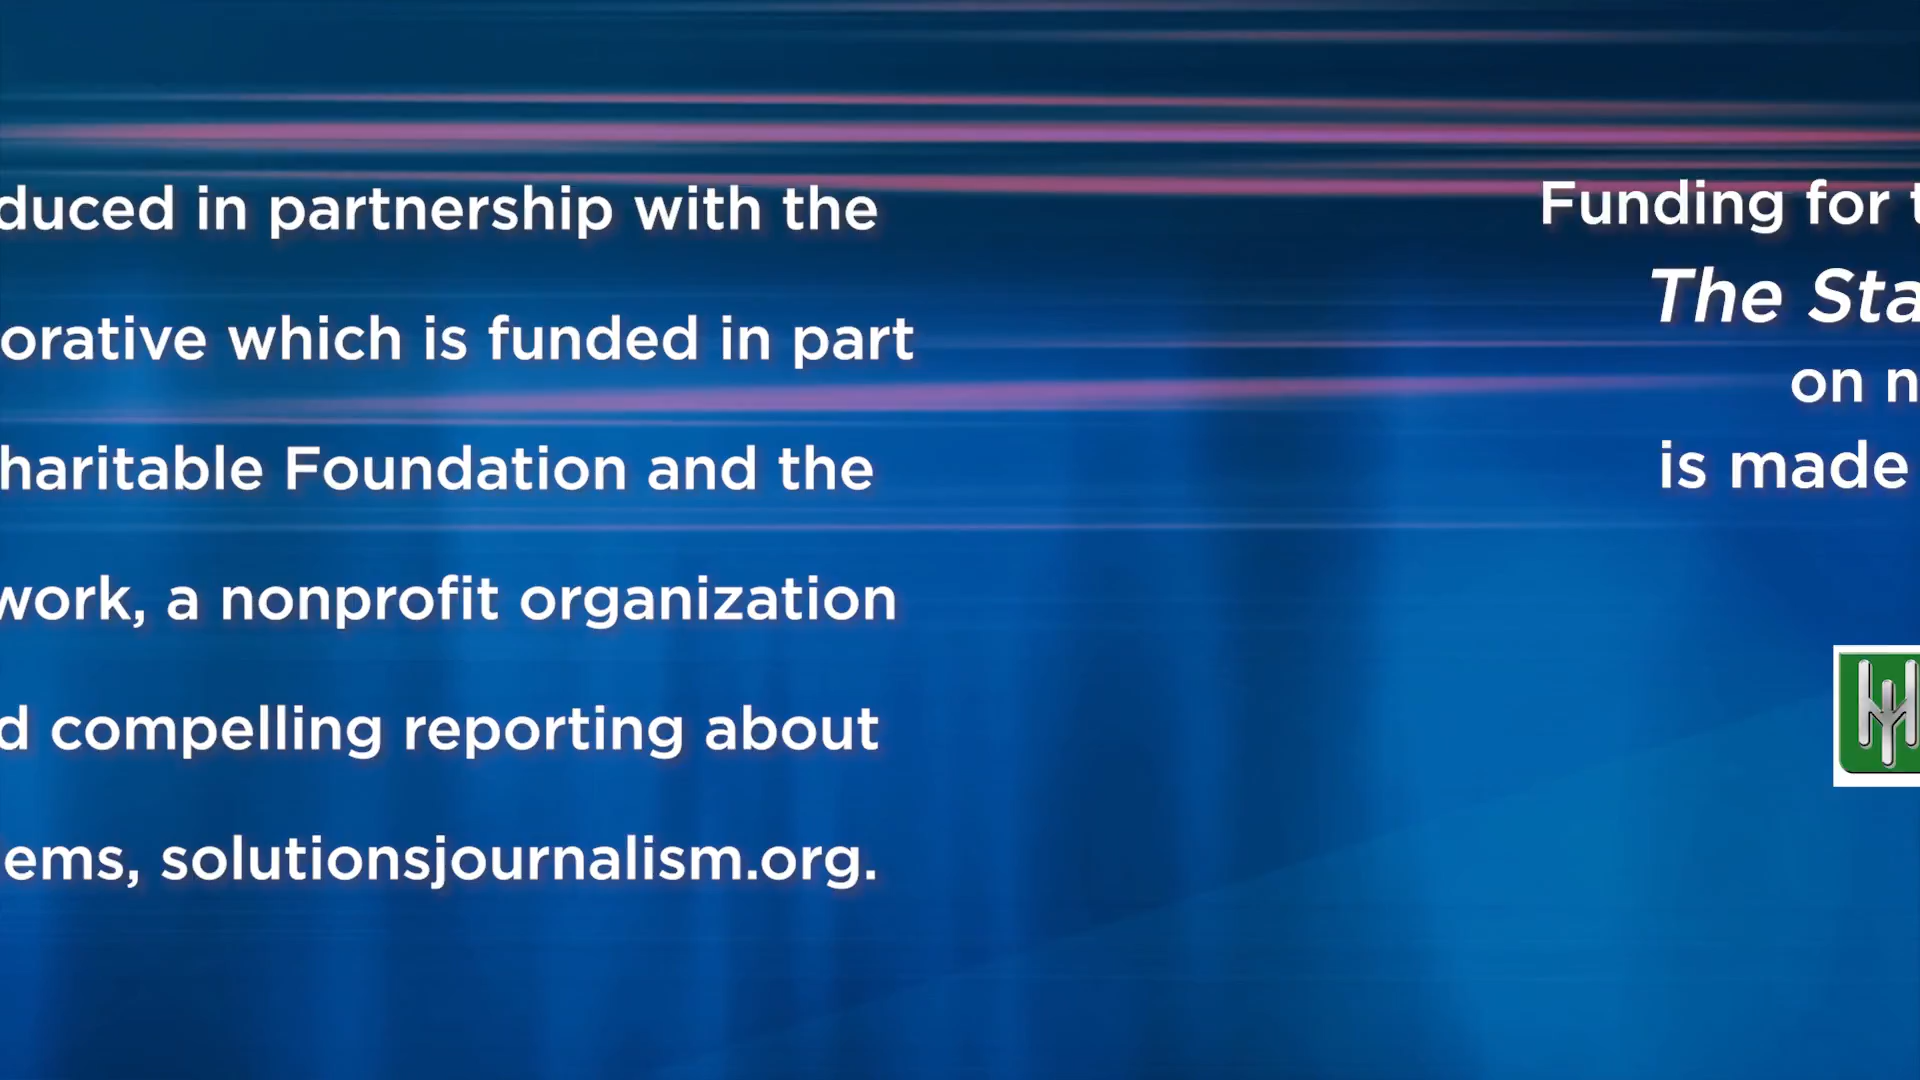 duced in partnership with the
orative which is funded in part
haritable Foundation and the
work, a nonprofit organization
d compelling reporting about
ems, solutionsjournalism.org.
Funding for t
The Sta
on n
is made